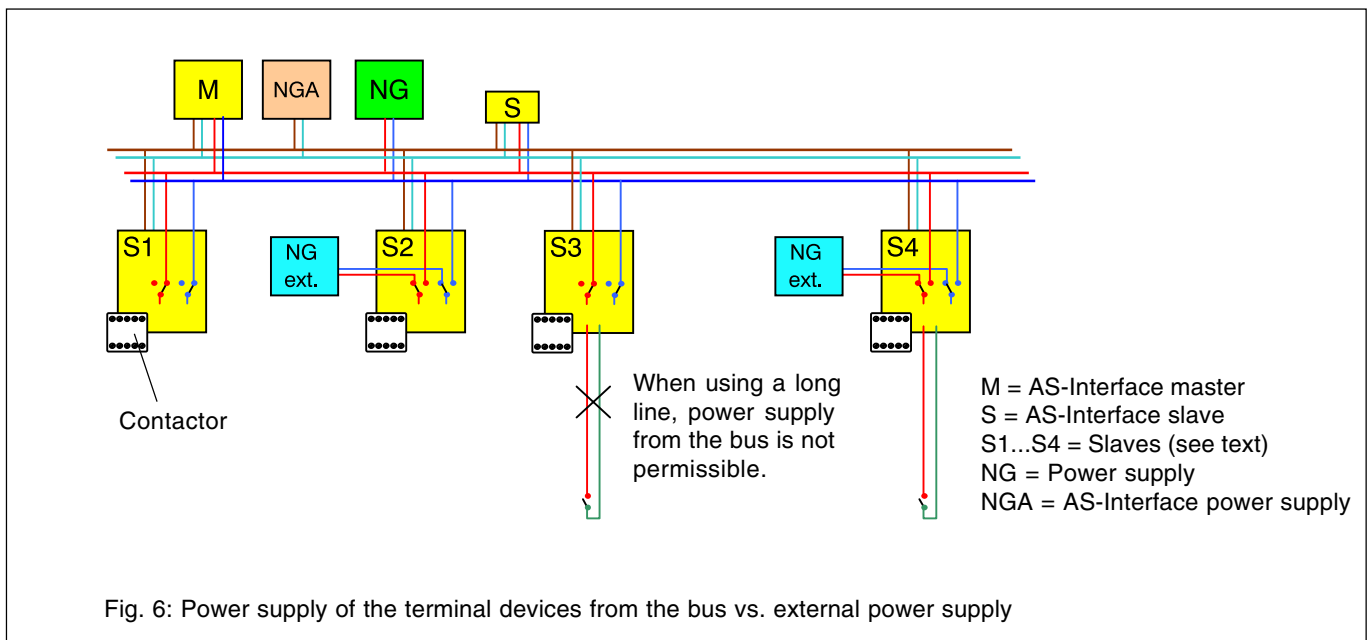 M
NGA
NG
S
S1
NG
ext.
S2
S3
NG
ext.
S4
Contactor
When using a long
line, power supply
from the bus is not
permissible.
M = AS-Interface master
S = AS-Interface slave
S1...S4 = Slaves (see text)
NG = Power supply
NGA = AS-Interface power supply
Fig. 6: Power supply of the terminal devices from the bus vs. external power supply